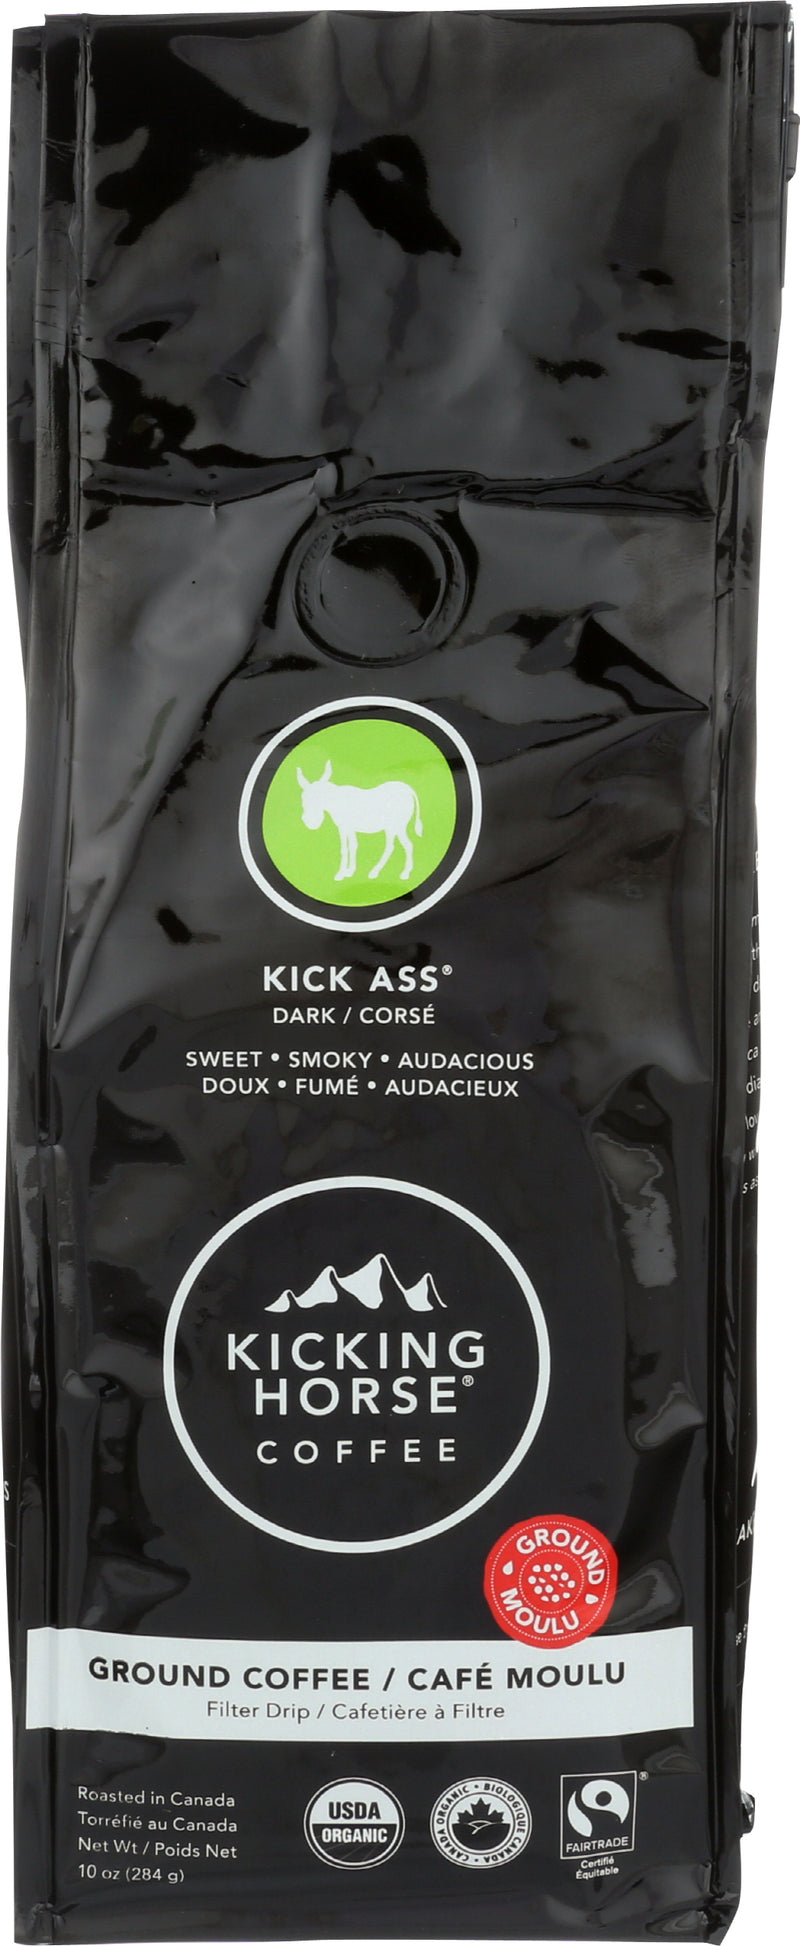 KICK ASS®
DARK / CORSÉ
SWEET • SMOKY • AUDACIOUS
DOUX • FUMÉ • AUDACIEUX
KICKING
HORSE®
COFFEE
GROUND
MOULU
GROUND COFFEE / CAFÉ MOULU
Filter Drip / Cafetière à Filtre
Roasted in Canada
Torréfié au Canada
Net Wt / Poids Net
10 oz (284 g)
USDA
ORGANIC
CANADA ORGANIC • BIOLOGIQUE CANADA •
®
FAIRTRADE
Certifié
Équitable